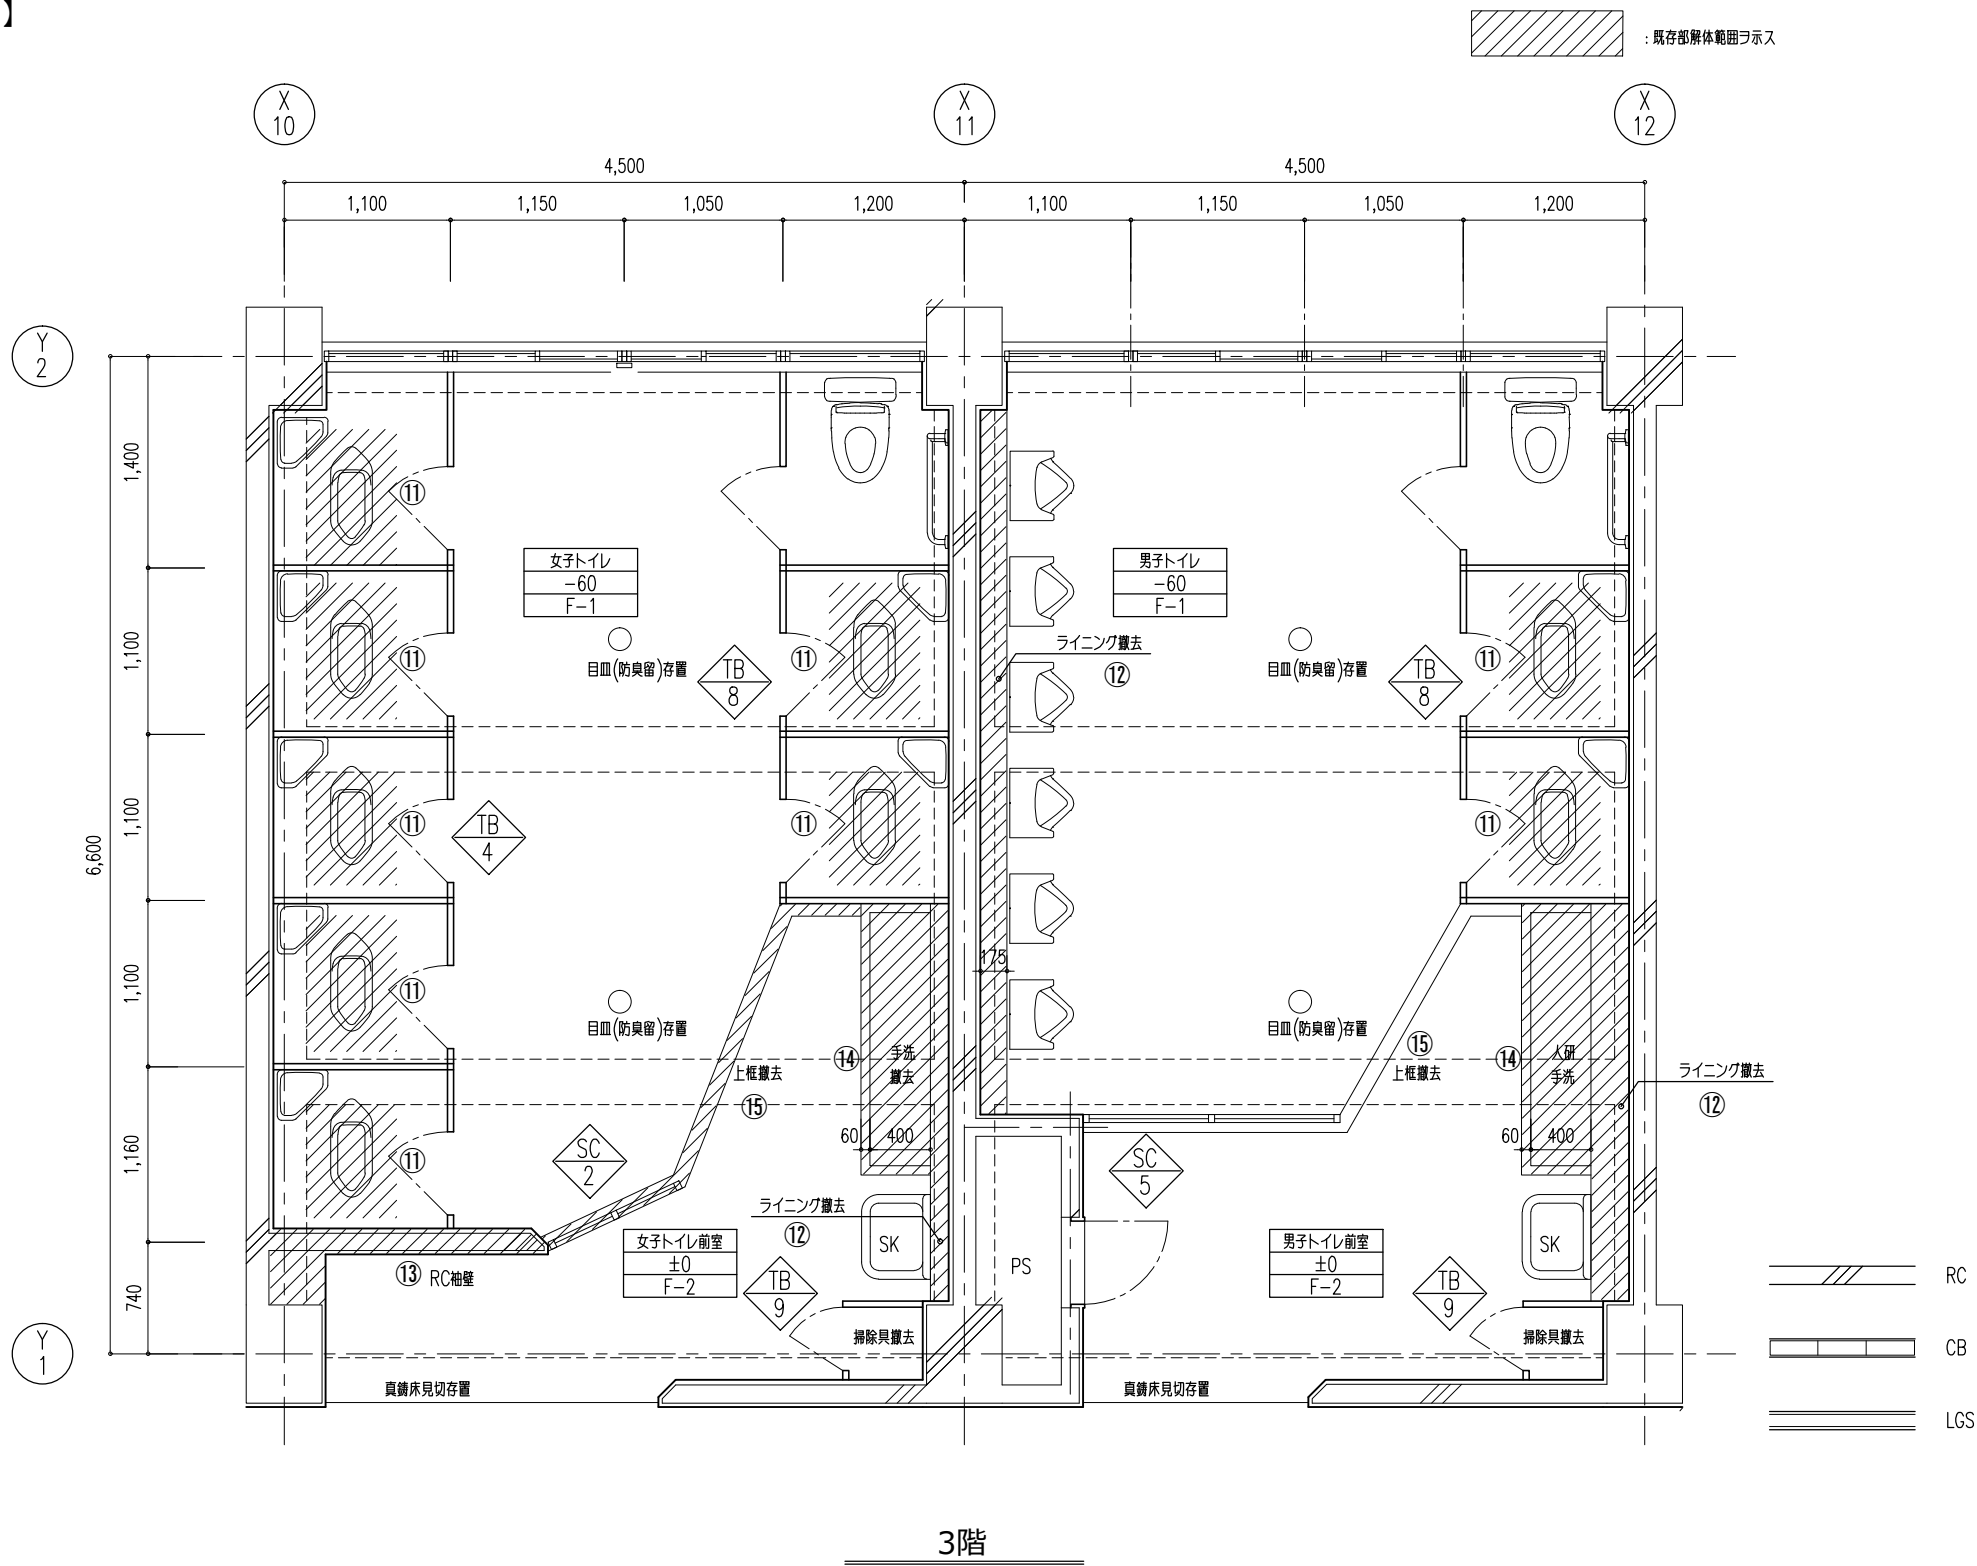 】
: 既存部解体範囲ヲ示ス
X
10
X
11
X
12
4,500
4,500
1,100
1,150
1,050
1,200
1,100
1,150
1,050
1,200
Y
2
1,400
⑪
女子トイレ
-60
F-1
男子トイレ
-60
F-1
1,100
⑪
目皿(防臭留)存置
TB
8
⑪
ライニング撤去
⑫
目皿(防臭留)存置
TB
8
⑪
6,600
1,100
⑪
TB
4
⑪
⑪
1,100
⑪
175
目皿(防臭留)存置
目皿(防臭留)存置
上框撤去
⑮
⑭
手洗
撤去
⑮
上框撤去
⑭
人研
手洗
ライニング撤去
⑫
1,160
⑪
SC
2
60
400
SC
5
60
400
ライニング撤去
⑫
SK
SK
740
⑬ RC袖壁
女子トイレ前室
±0
F-2
TB
9
PS
男子トイレ前室
±0
F-2
TB
9
掃除具撤去
掃除具撤去
Y
1
真鋳床見切存置
真鋳床見切存置
RC
CB
LGS
3階